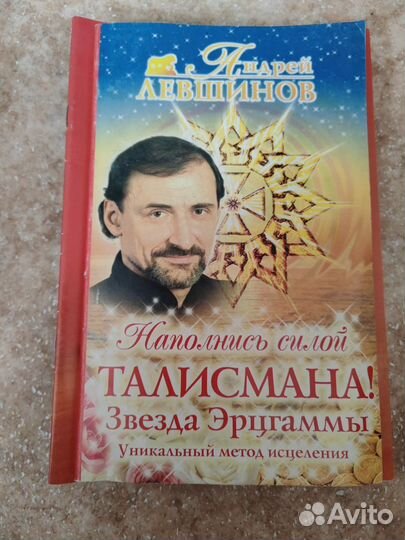 Андрей
ЛЕВШИНОВ
Наполнись силой
ТАЛИСМАНА!
Звезда Эрцгаммы
Уникальный метод исцеления
Avito